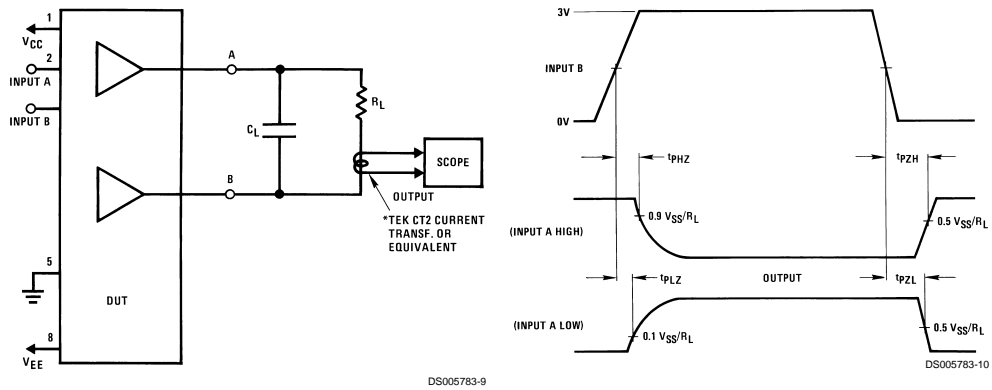 1
VCC
2
INPUT A
INPUT B
5
DUT
8
VEE
A
CL
RL
B
SCOPE
OUTPUT
*TEK CT2 CURRENT
TRANSF. OR
EQUIVALENT
DS005783-9
3V
INPUT B
0V
tPHZ
tPZH
0.9 VSS/RL
0.5 VSS/RL
(INPUT A HIGH)
tPLZ
OUTPUT
tPZL
(INPUT A LOW)
0.1 VSS/RL
0.5 VSS/RL
DS005783-10